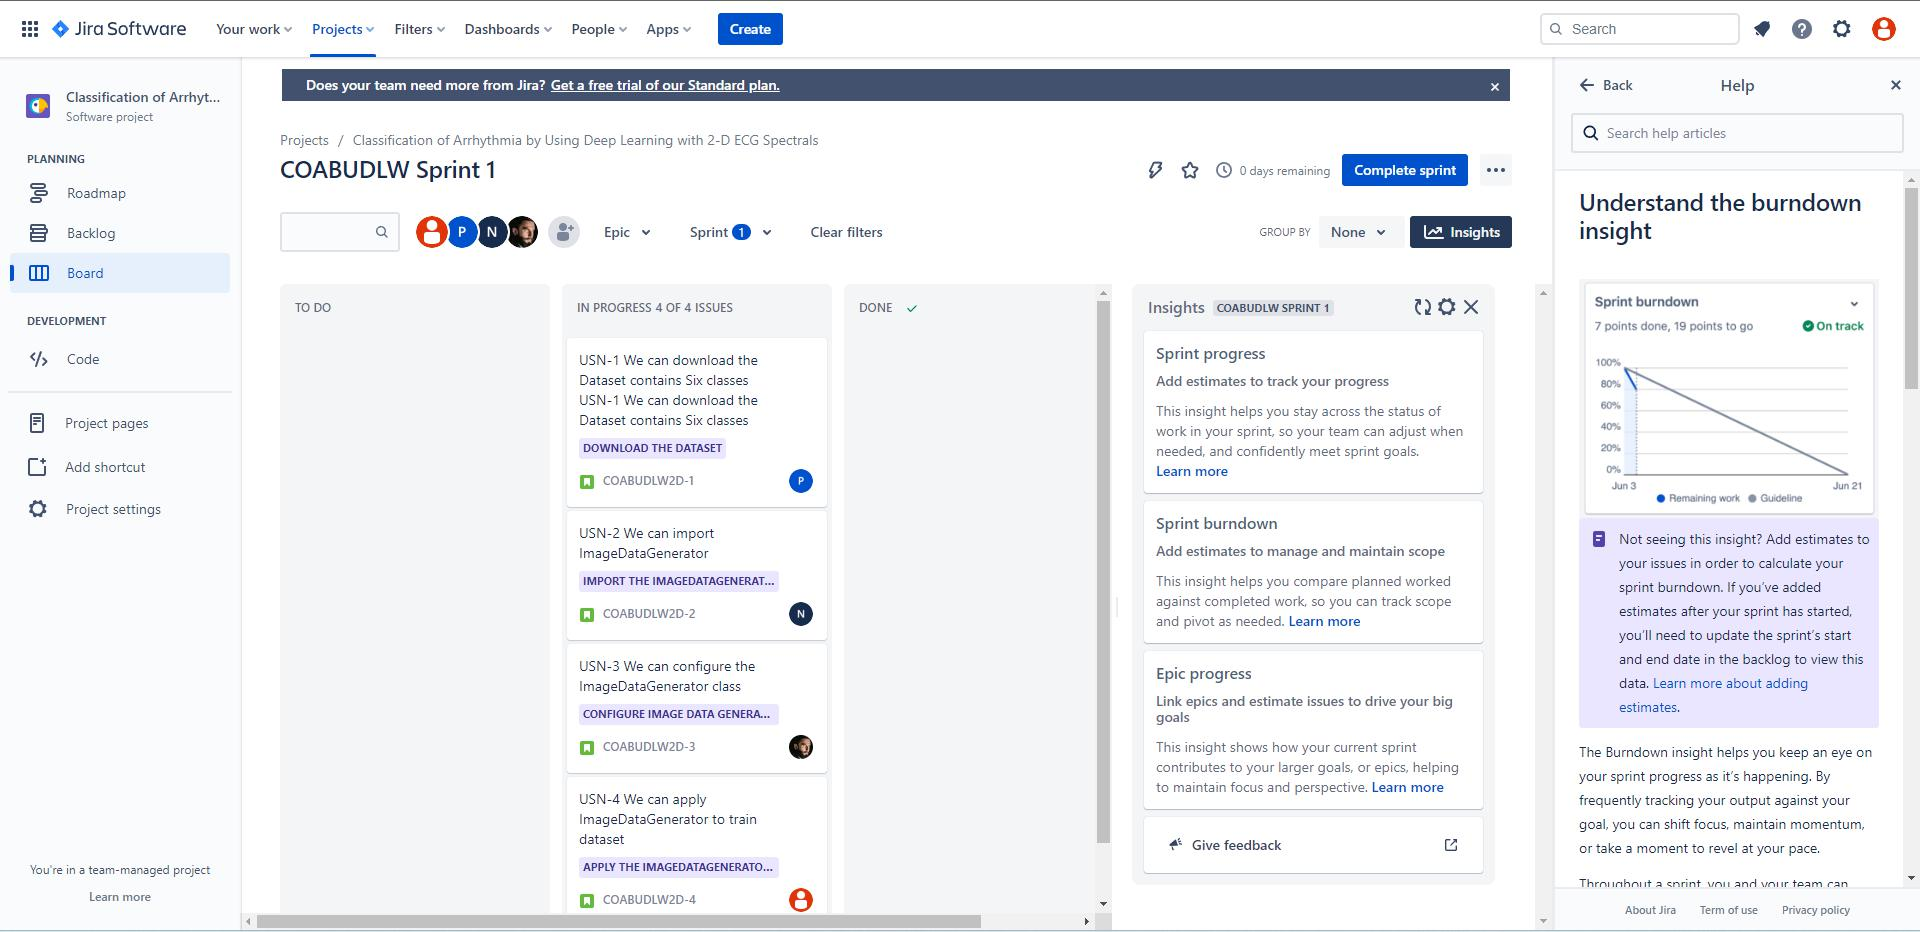 Jira Software
Your work
Projects
Filters
Dashboards
People
Apps
Create
Search
Classification of Arrhyt...
Software project
PLANNING
Roadmap
Backlog
Board
DEVELOPMENT
Code
Project pages
Add shortcut
Project settings
You're in a team-managed project
Learn more
Does your team need more from Jira? Get a free trial of our Standard plan.
Projects / Classification of Arrhythmia by Using Deep Learning with 2-D ECG Spectrals
COABUDLW Sprint 1
0 days remaining
Complete sprint
P
N
Epic
Sprint 1
Clear filters
GROUP BY
None
Insights
TO DO
IN PROGRESS 4 OF 4 ISSUES
USN-1 We can download the
Dataset contains Six classes
USN-1 We can download the
Dataset contains Six classes
DOWNLOAD THE DATASET
COABUDLW2D-1
P
USN-2 We can import
ImageDataGenerator
IMPORT THE IMAGEDATAGENERAT...
COABUDLW2D-2
N
USN-3 We can configure the
ImageDataGenerator class
CONFIGURE IMAGE DATA GENERA...
COABUDLW2D-3
USN-4 We can apply
ImageDataGenerator to train
dataset
APPLY THE IMAGEDATAGENERATO...
COABUDLW2D-4
DONE
Insights
COABUDLW SPRINT 1
Sprint progress
Add estimates to track your progress
This insight helps you stay across the status of
work in your sprint, so your team can adjust when
needed, and confidently meet sprint goals.
Learn more
Sprint burndown
Add estimates to manage and maintain scope
This insight helps you compare planned worked
against completed work, so you can track scope
and pivot as needed. Learn more
Epic progress
Link epics and estimate issues to drive your big
goals
This insight shows how your current sprint
contributes to your larger goals, or epics, helping
to maintain focus and perspective. Learn more
Give feedback
Back
Help
Search help articles
Understand the burndown
insight
Sprint burndown
7 points done, 19 points to go
On track
100%
80%
60%
40%
20%
0%
Jun 3
Jun 21
Remaining work
Guideline
Not seeing this insight? Add estimates to
your issues in order to calculate your
sprint burndown. If you've added
estimates after your sprint has started,
you'll need to update the sprint's start
and end date in the backlog to view this
data. Learn more about adding
estimates.
The Burndown insight helps you keep an eye on
your sprint progress as it's happening. By
frequently tracking your output against your
goal, you can shift focus, maintain momentum,
or take a moment to revel at your pace.
Throughout a sprint, you and your team can
About Jira
Term of use
Privacy policy